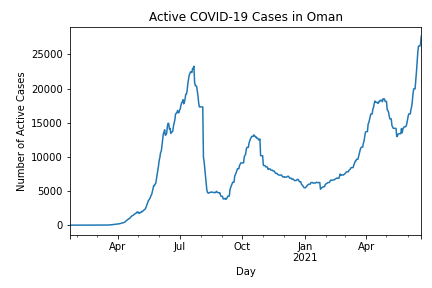 Active COVID-19 Cases in Oman
Number of Active Cases
25000
20000
15000
10000
5000
0
Apr
Jul
Oct
Jan
2021
Apr
Day